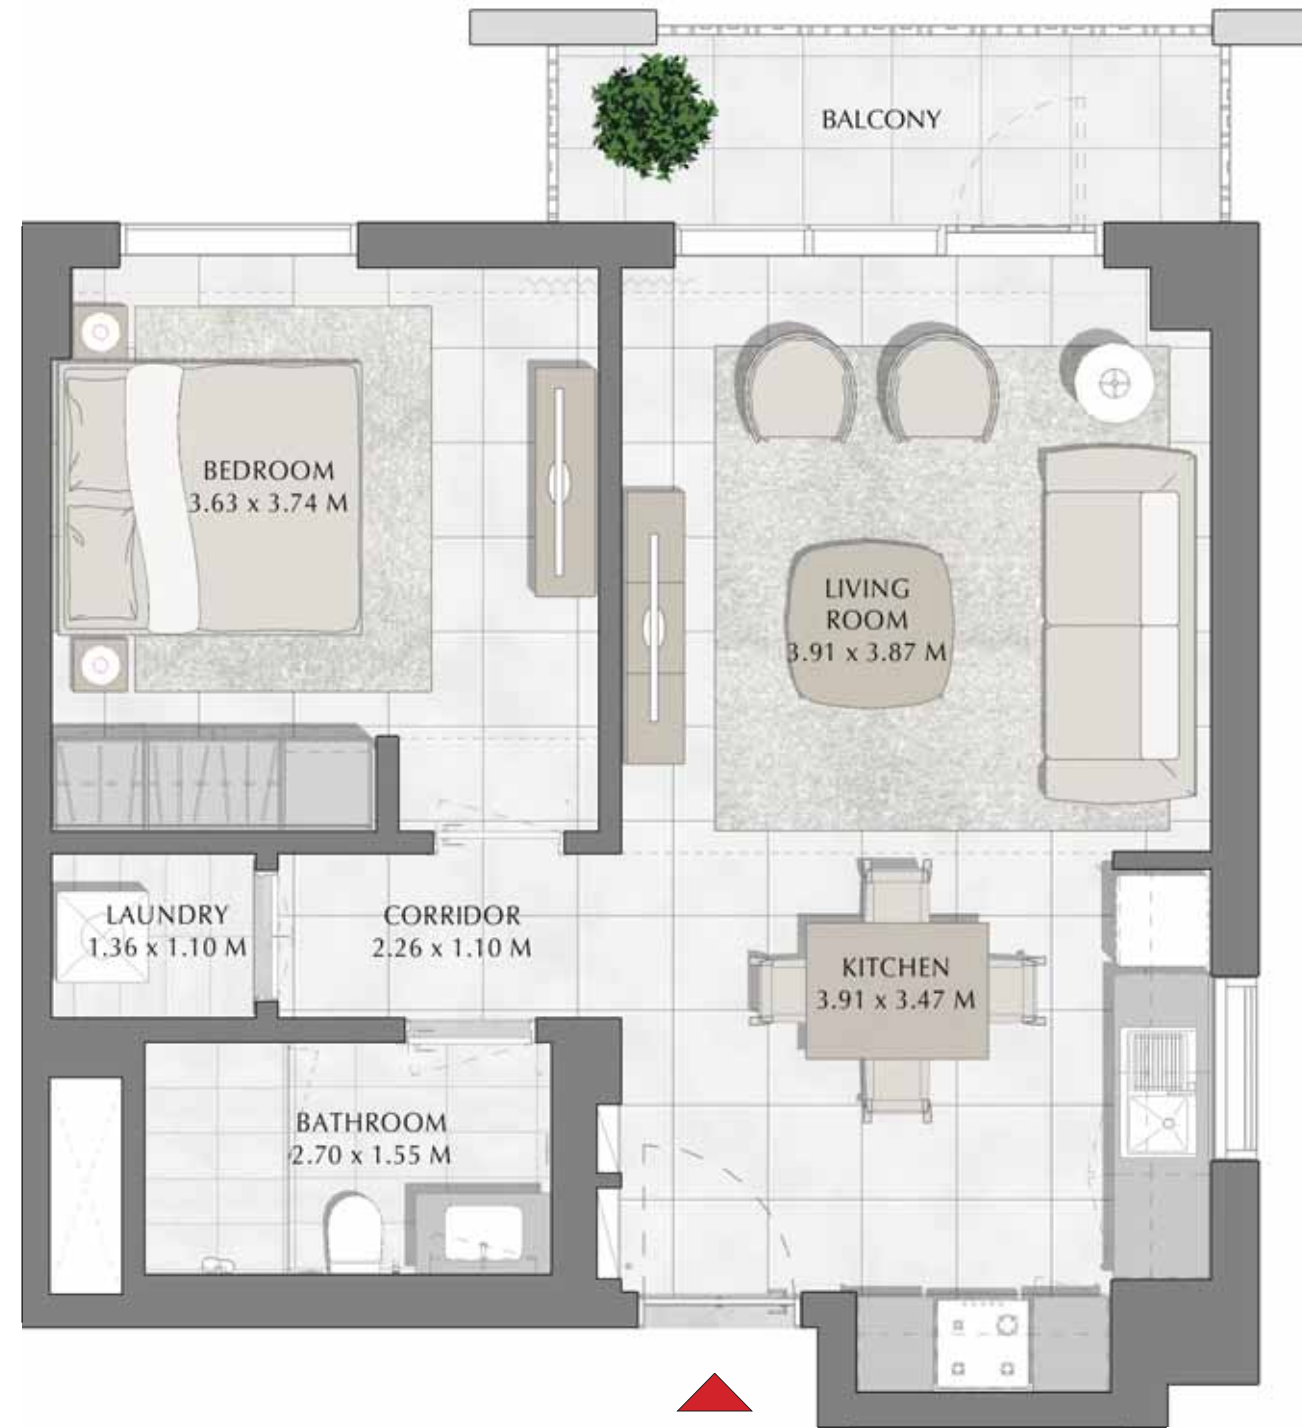 BALCONY
BEDROOM
3.63 x 3.74 M
LIVING
ROOM
3.91 x 3.87 M
LAUNDRY
1.36 x 1.10 M
CORRIDOR
2.26 x 1.10 M
KITCHEN
3.91 x 3.47 M
BATHROOM
2.70 x 1.55 M